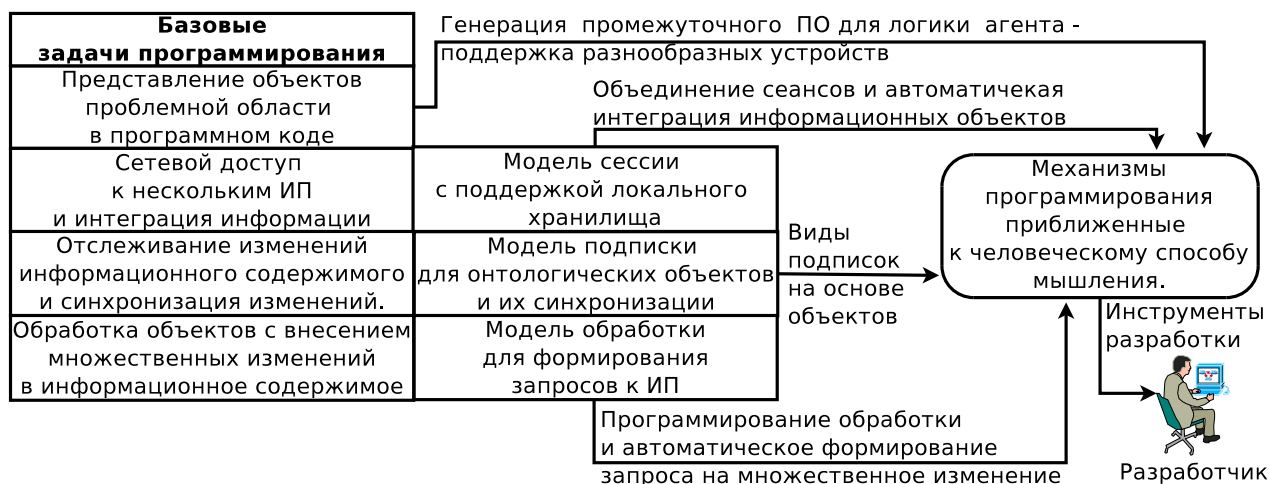 Базовые
задачи программирования
Представление объектов
проблемной области
в программном коде
Сетевой доступ
к нескольким ИП
и интеграция информации
Отслеживание изменений
информационного содержимого
и синхронизация изменений.
Обработка объектов с внесением
множественных изменений
в информационное содержимое
Модель сессии
с поддержкой локального
хранилища
Модель подписки
для онтологических объектов
и их синхронизации
Модель обработки
для формирования
запросов к ИП
Генерация промежуточного ПО для логики агента -
поддержка разнообразных устройств
Объединение сеансов и автоматичекая
интеграция информационных объектов
Виды
подписок
на основе
объектов
Программирование обработки
и автоматическое формирование
запроса на множественное изменение
Механизмы
программирования
приближенные
к человеческому способу
мышления.
Инструменты
разработки
Разработчик